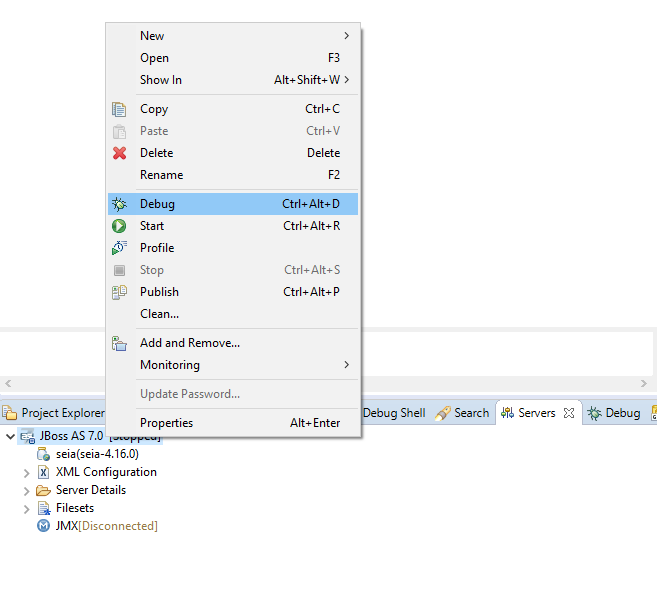 New
Open F3
Show In Alt+Shift+W
Copy Ctrl+C
Paste Ctrl+V
Delete Delete
Rename F2
Debug Ctrl+Alt+D
Start Ctrl+Alt+R
Profile
Stop Ctrl+Alt+S
Publish Ctrl+Alt+P
Clean...
Add and Remove...
Monitoring
Update Password...
Properties Alt+Enter
Project Explorer Debug Shell Search Servers Debug
JBoss AS 7.0 [Stopped]
seia(seia-4.16.0)
XML Configuration
Server Details
Filesets
JMX[Disconnected]